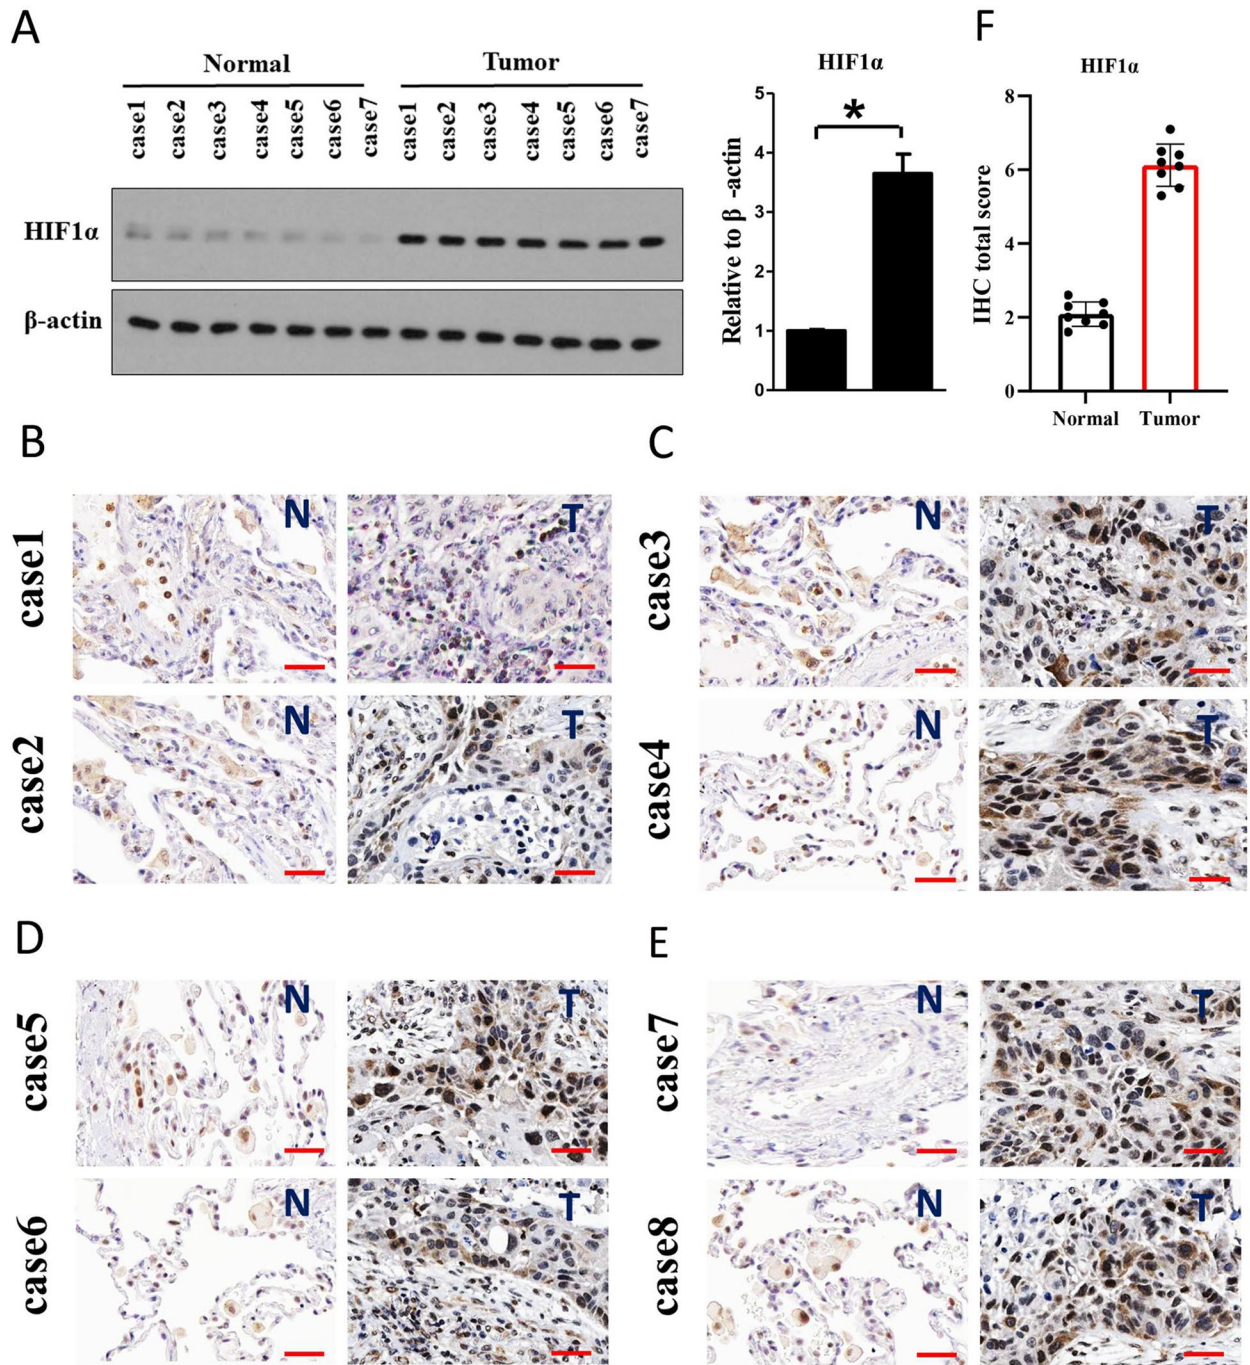 A
Normal
Tumor
case1
case2
case3
case4
case5
case6
case7
case1
case2
case3
case4
case5
case6
case7
HIF1α
β-actin
HIF1α
*
Relative to β -actin
5
4
3
2
1
0
F
HIF1α
IHC total score
8
6
4
2
0
Normal
Tumor
B
case1
N
T
case2
N
T
C
case3
N
T
case4
N
T
D
case5
N
T
case6
N
T
E
case7
N
T
case8
N
T